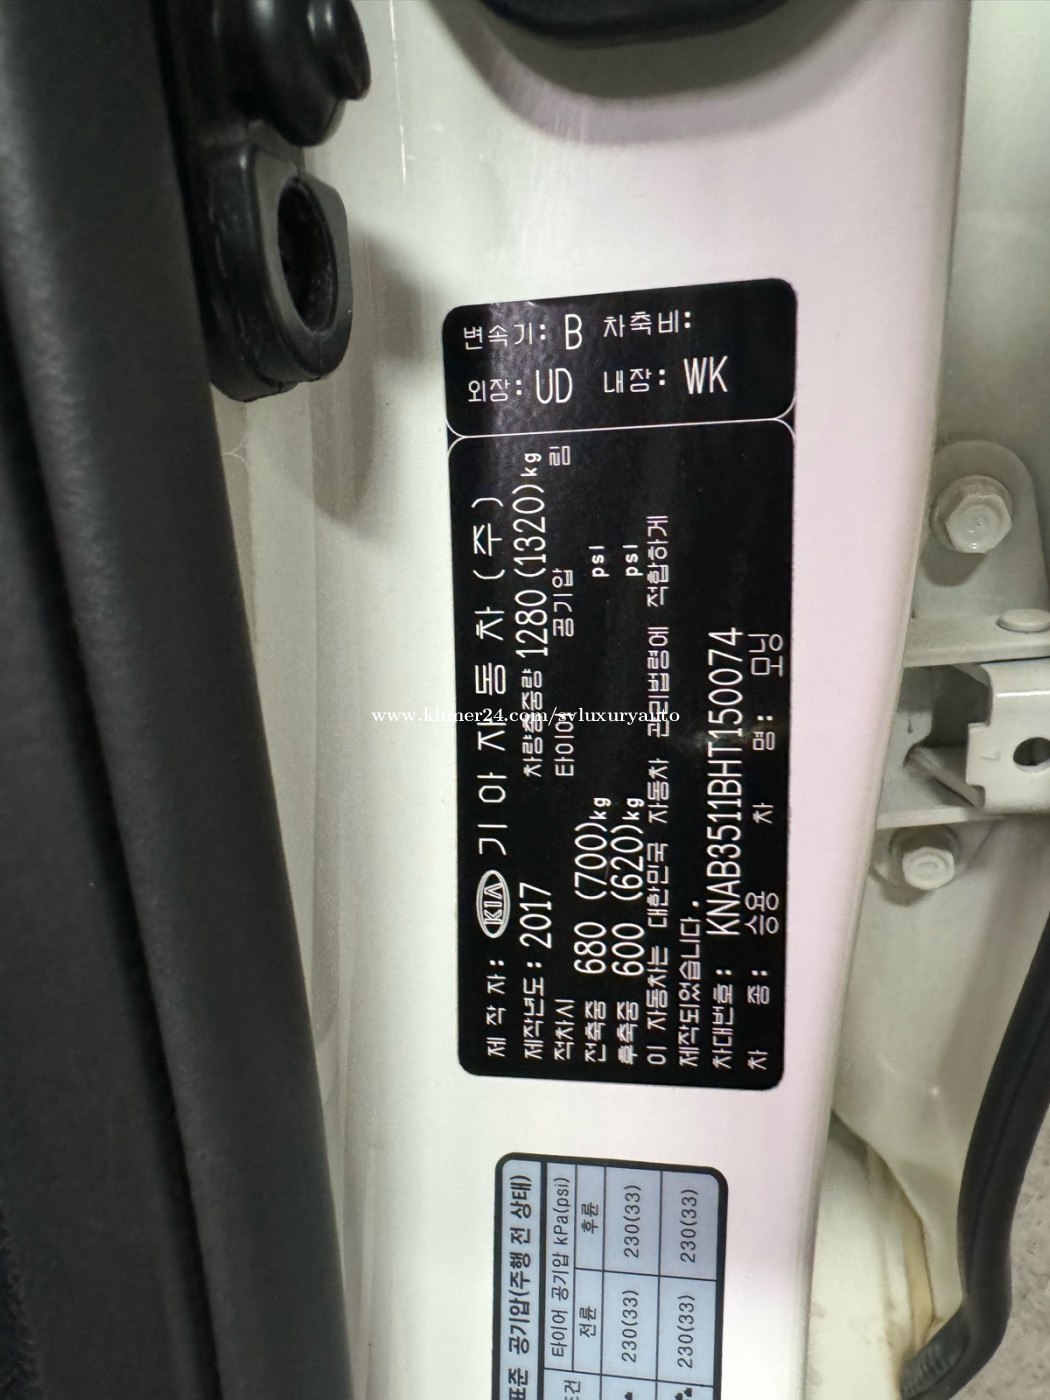 변속기: B 차축비:
외장: UD 내장: WK
제 작 자: KIA 기아자동차(주)
제작년도: 2017 차량총중량 1280(1320)kg
적차시 타이어 공기압 림
전축중 680 (700)kg psi
후축중 600 (620)kg psi
이 자동차는 대한민국 자동차 관리법령에 적합하게
제작되었습니다.
차대번호: KNAB3511BHT150074
차 종: 승용 차 명: 모닝
www.khmer24.com/svluxuryauto
표준 공기압(주행 전 상태)
타이어 공기압 kPa(psi)
전륜 후륜
230(33) 230(33)
230(33) 230(33)